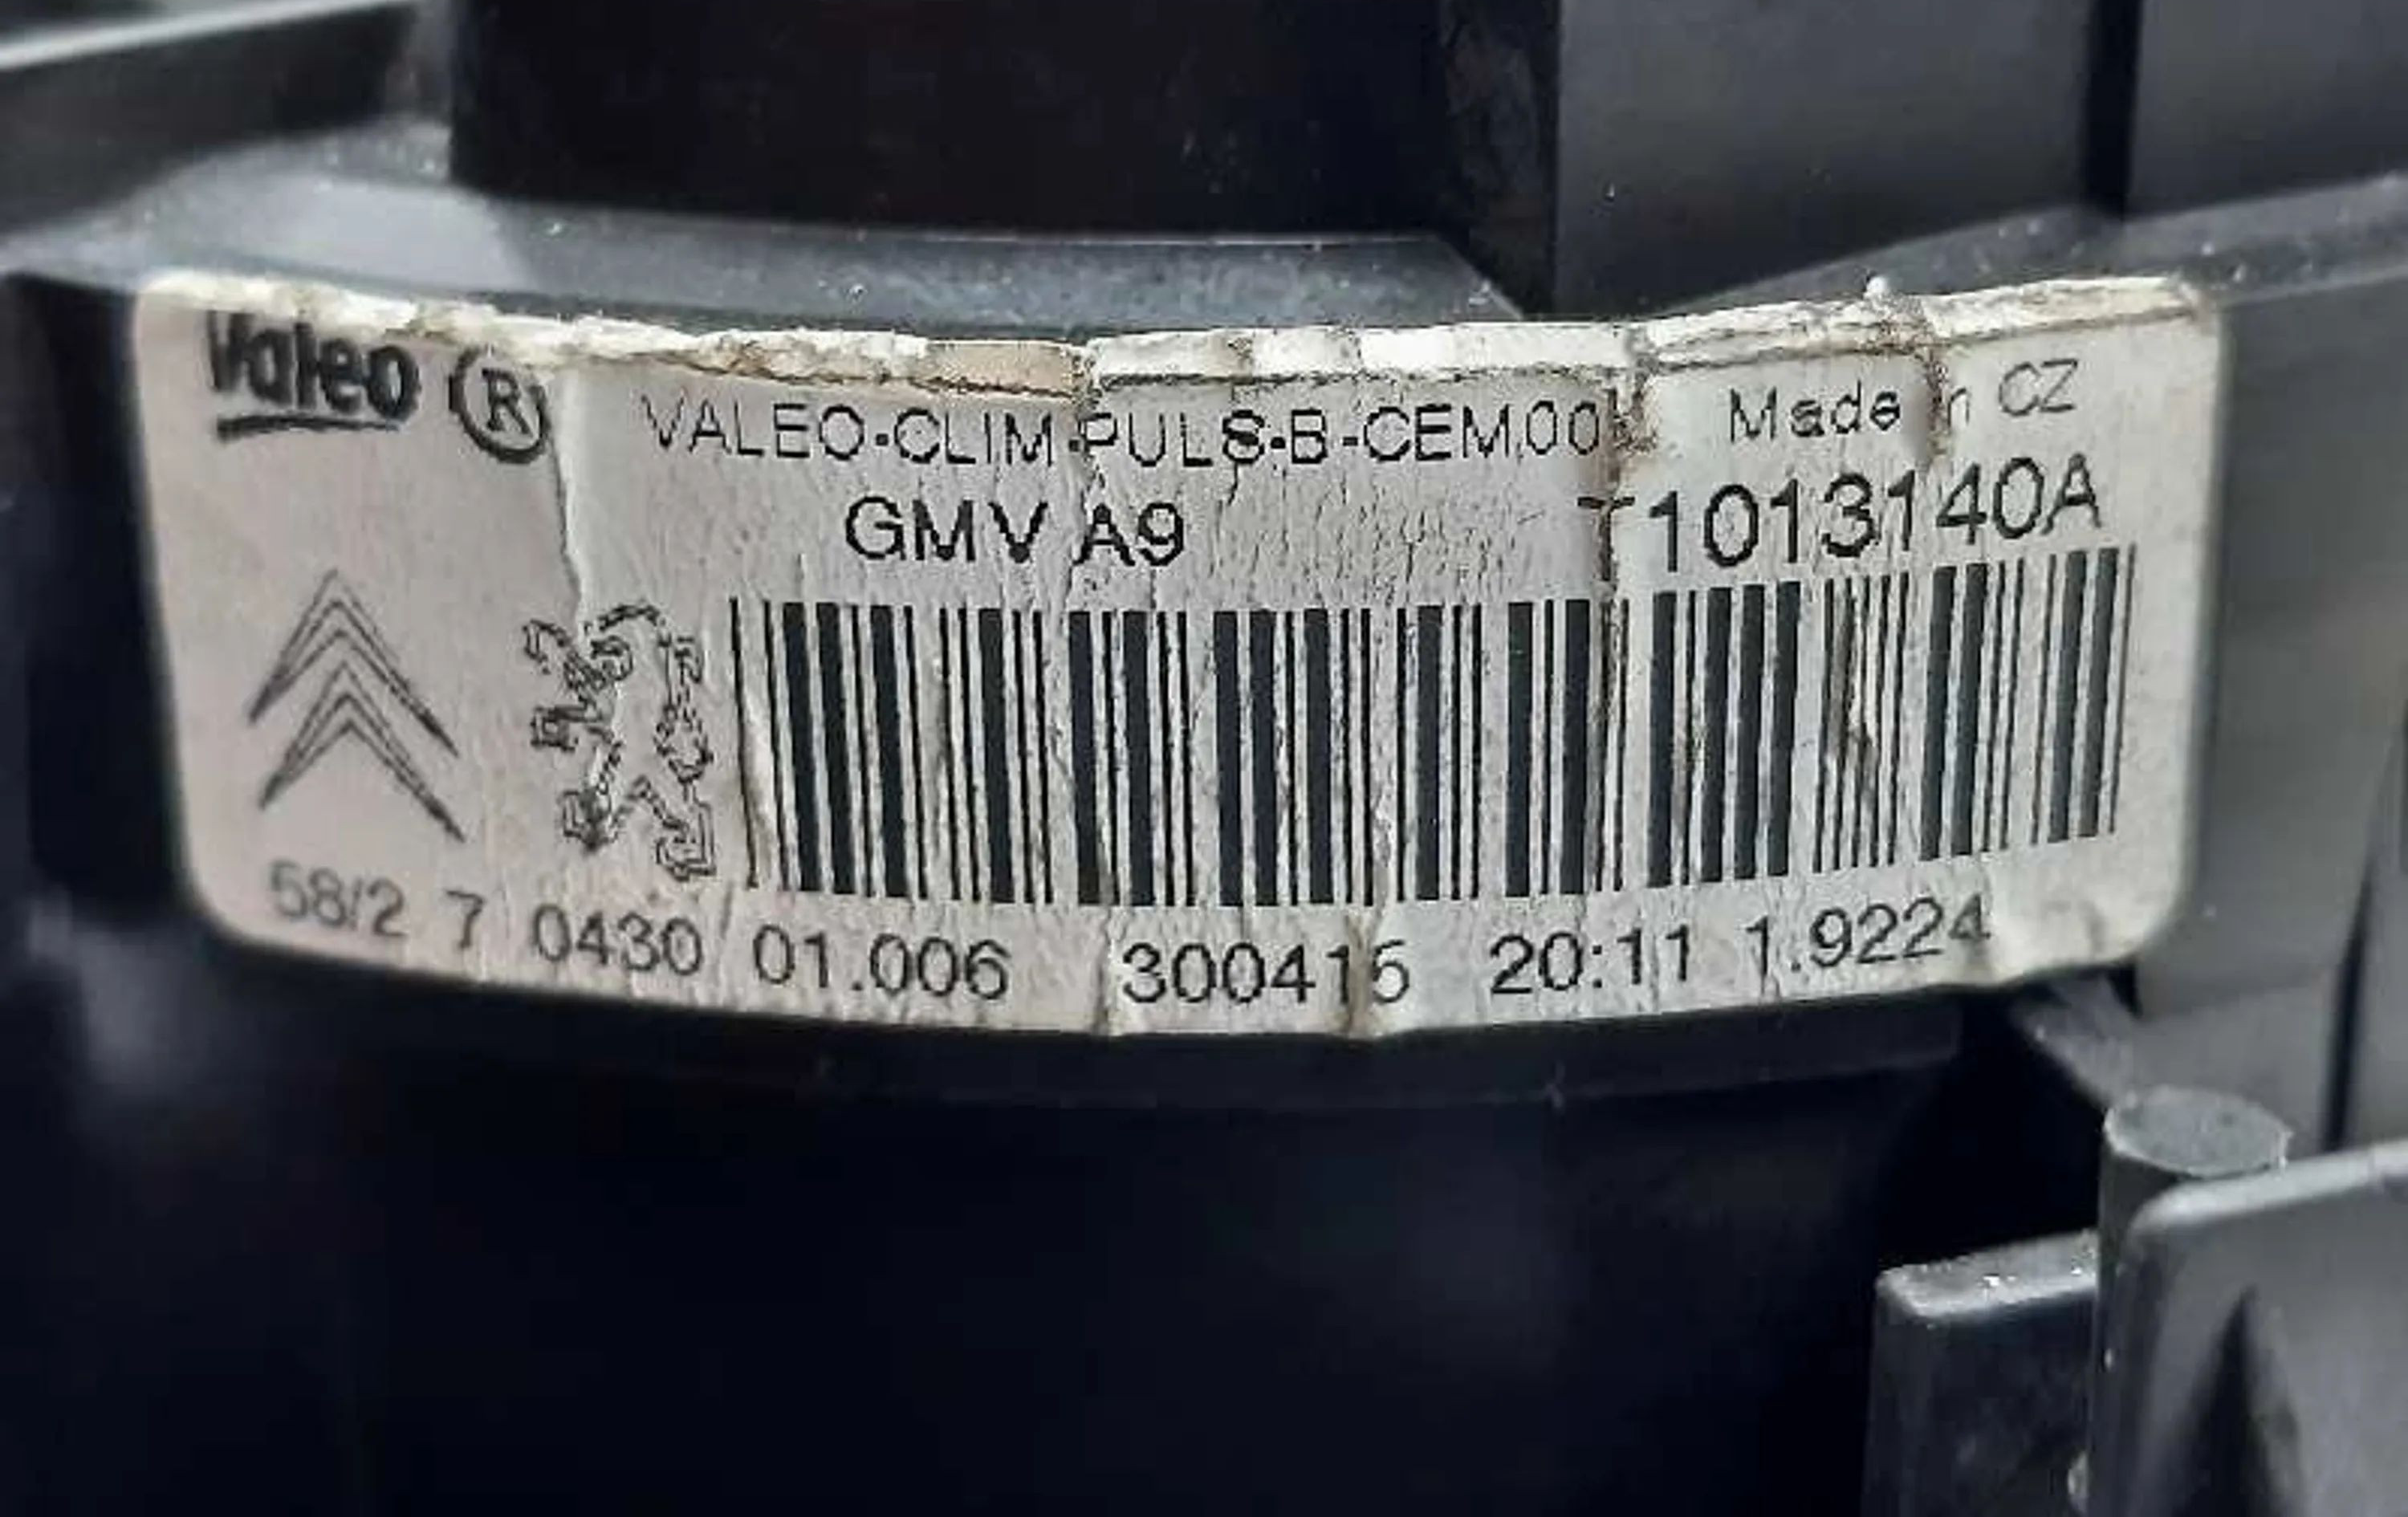 valeo ®
VALEO-CLIM-PULS-B-CEM.00
Made in CZ
GMV A9
T1013140A
58/2 7 0430 01.006 300415 20:11 1.9224